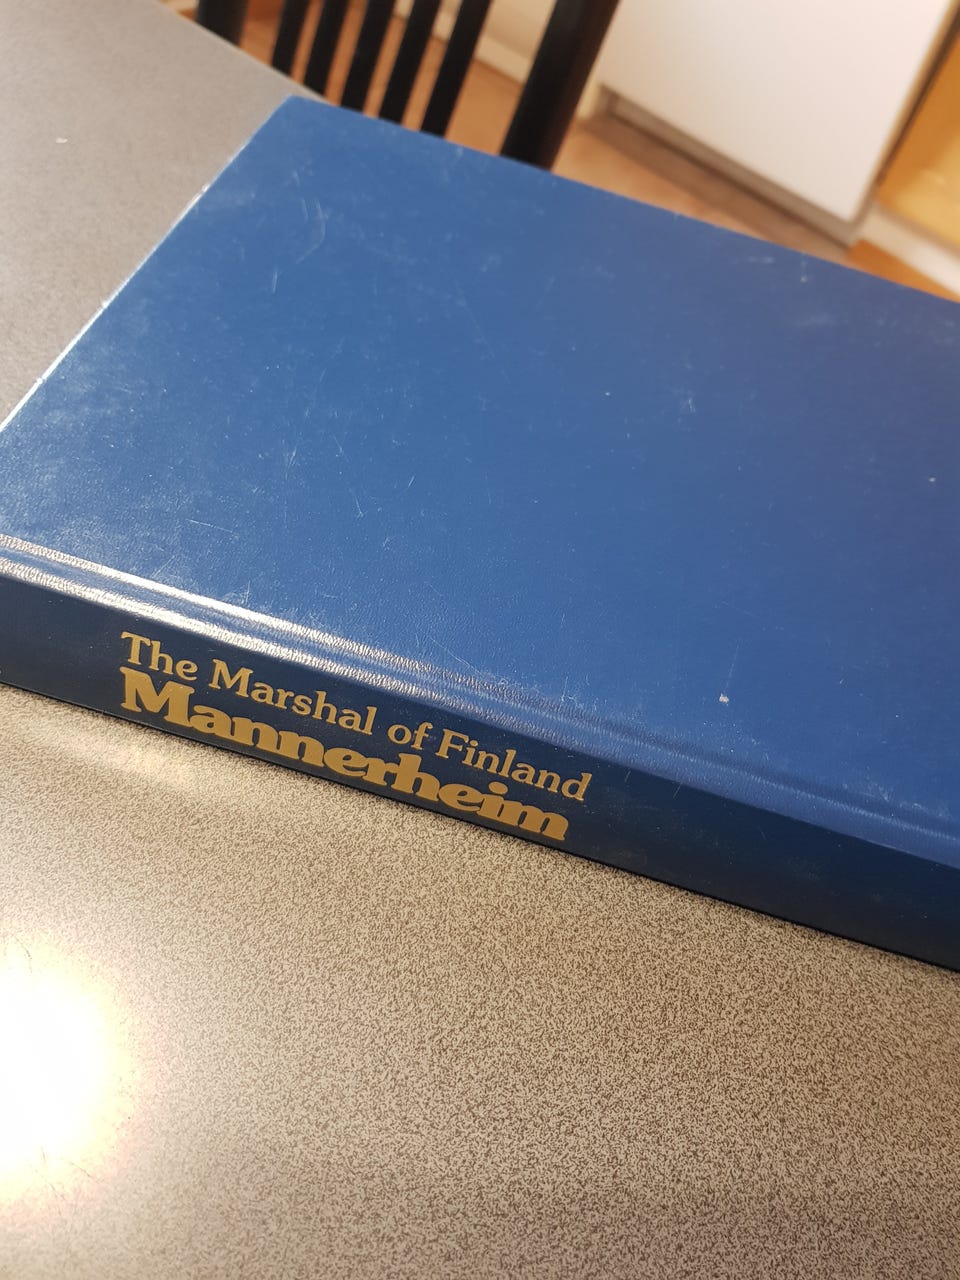 The Marshal of Finland
Mannerheim